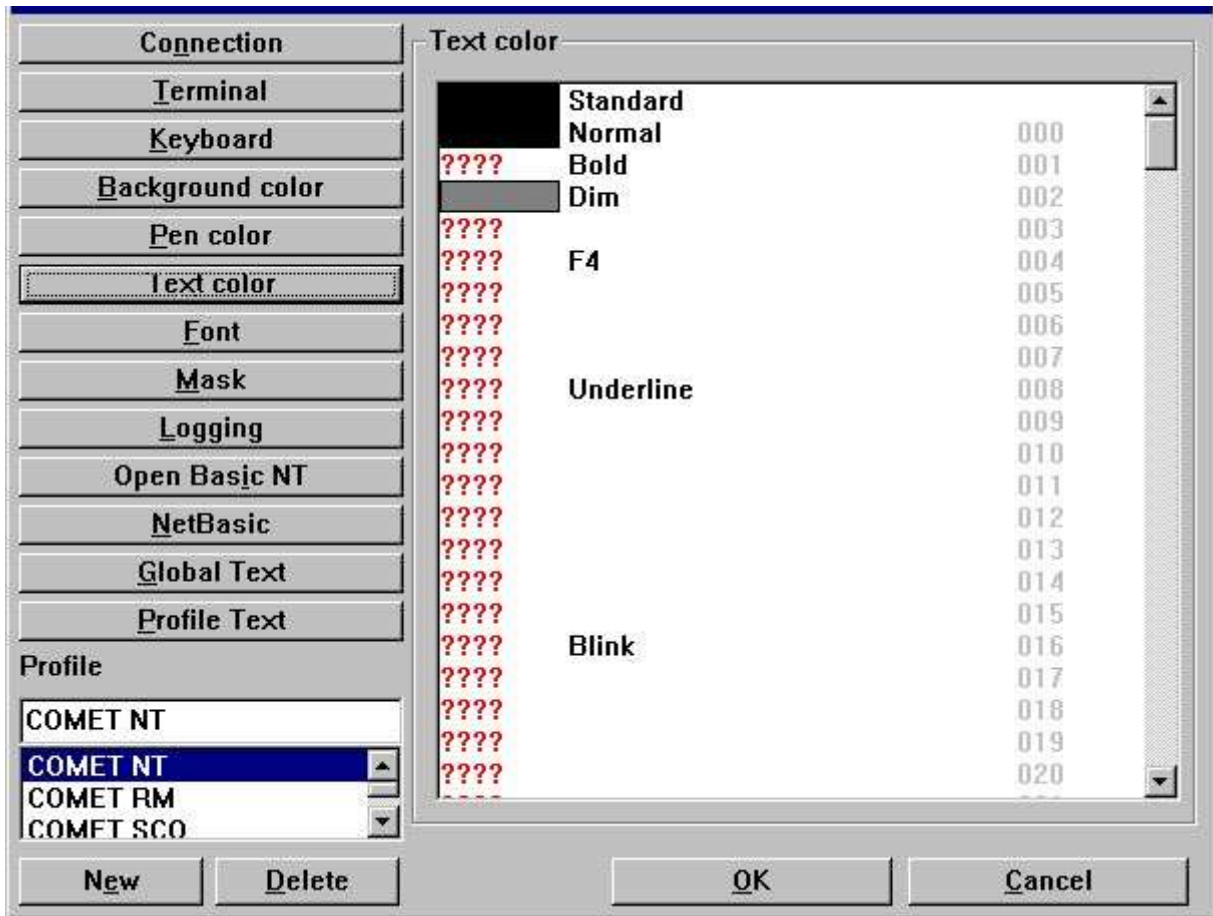 Connection
Terminal
Keyboard
Background color
Pen color
Text color
Font
Mask
Logging
Open Basic NT
NetBasic
Global Text
Profile Text
Profile
COMET NT
COMET NT
COMET RM
COMET SCO
New Delete
Text color
Standard
Normal 000
???? Bold 001
Dim 002
???? 003
???? F4 004
???? 005
???? 006
???? 007
???? Underline 008
???? 009
???? 010
???? 011
???? 012
???? 013
???? 014
???? 015
???? Blink 016
???? 017
???? 018
???? 019
???? 020
OK Cancel